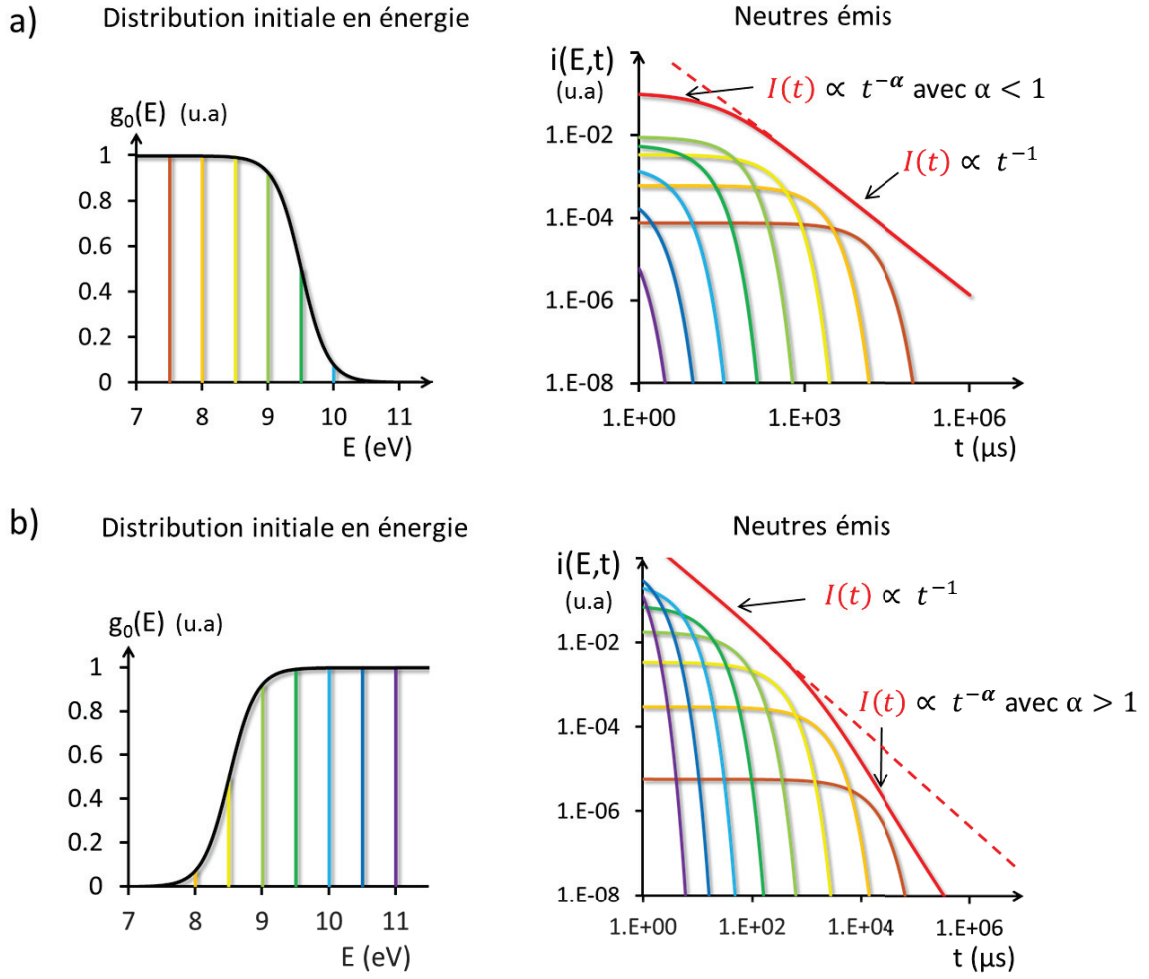 a)
Distribution initiale en énergie
Neutres émis
g₀(E) (u.a)
1
0.8
0.6
0.4
0.2
0
7 8 9 10 11
E (eV)
i(E,t)
(u.a)
I(t) ∝ t⁻ᵅ avec α < 1
I(t) ∝ t⁻¹
1.E-02
1.E-04
1.E-06
1.E-08
1.E+00 1.E+03 1.E+06
t (µs)
b)
Distribution initiale en énergie
Neutres émis
g₀(E) (u.a)
1
0.8
0.6
0.4
0.2
0
7 8 9 10 11
E (eV)
i(E,t)
(u.a)
I(t) ∝ t⁻¹
I(t) ∝ t⁻ᵅ avec α > 1
1.E-02
1.E-04
1.E-06
1.E-08
1.E+00 1.E+02 1.E+04 1.E+06
t (µs)